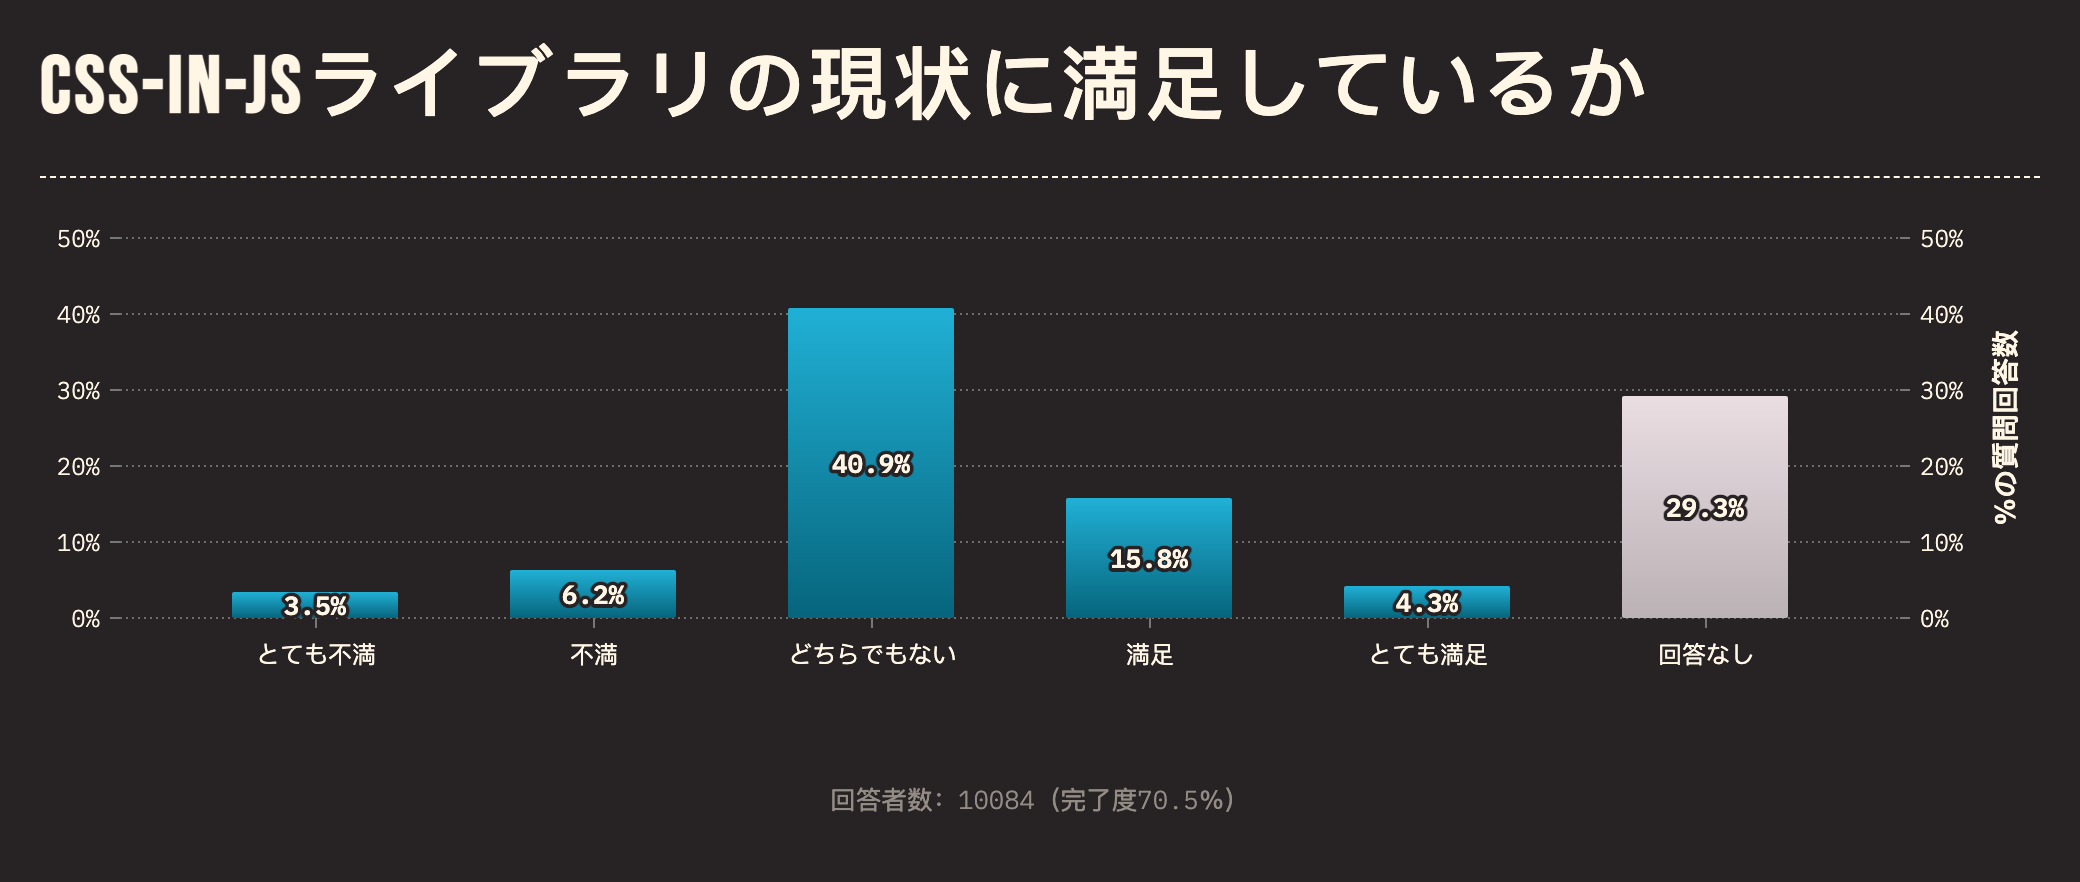 CSS-IN-JSライブラリの現状に満足しているか
50%
50%
40%
40%
30%
30%
20%
20%
10%
10%
0%
0%
%の質問回答数
3.5%
6.2%
40.9%
15.8%
4.3%
29.3%
とても不満
不満
どちらでもない
満足
とても満足
回答なし
回答者数: 10084 (完了度70.5%)